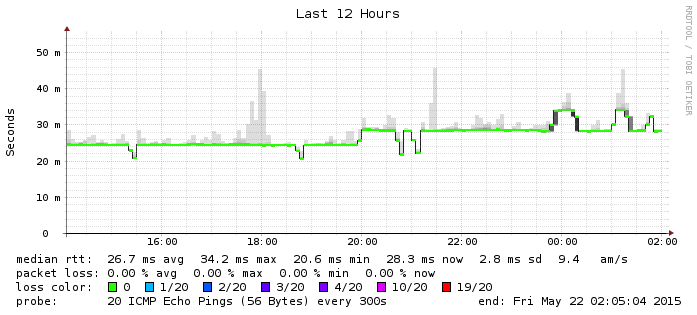 Last 12 Hours
RRDTOOL / TOBI OETIKER
Seconds
50 m
40 m
30 m
20 m
10 m
0
16:00 18:00 20:00 22:00 00:00 02:00
median rtt: 26.7 ms avg 34.2 ms max 20.6 ms min 28.3 ms now 2.8 ms sd 9.4 am/s
packet loss: 0.00 % avg 0.00 % max 0.00 % min 0.00 % now
loss color: 0 1/20 2/20 3/20 4/20 10/20 19/20
probe: 20 ICMP Echo Pings (56 Bytes) every 300s end: Fri May 22 02:05:04 2015